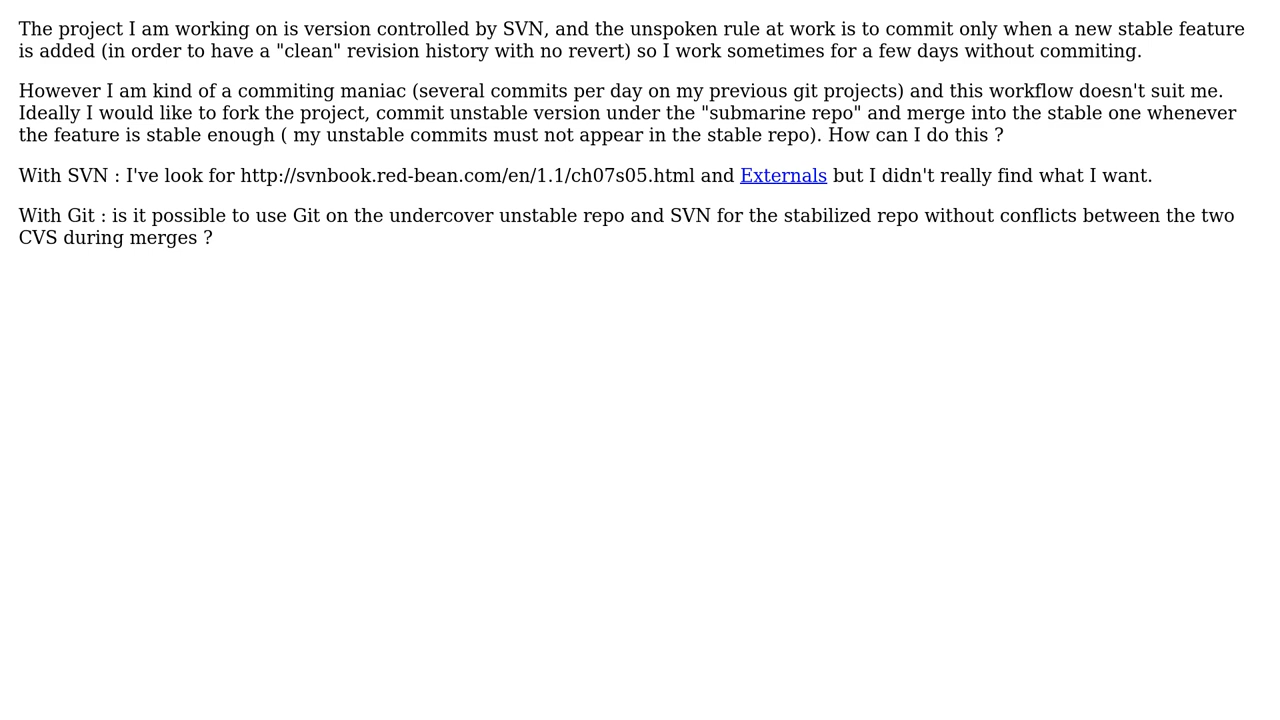 The project I am working on is version controlled by SVN, and the unspoken rule at work is to commit only when a new stable feature
is added (in order to have a "clean" revision history with no revert) so I work sometimes for a few days without commiting.
However I am kind of a commiting maniac (several commits per day on my previous git projects) and this workflow doesn't suit me.
Ideally I would like to fork the project, commit unstable version under the "submarine repo" and merge into the stable one whenever
the feature is stable enough ( my unstable commits must not appear in the stable repo). How can I do this ?
With SVN : I've look for http://svnbook.red-bean.com/en/1.1/ch07s05.html and Externals but I didn't really find what I want.
With Git : is it possible to use Git on the undercover unstable repo and SVN for the stabilized repo without conflicts between the two
CVS during merges ?